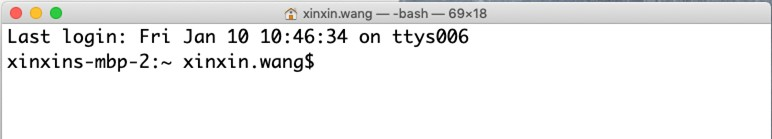 xinxin.wang — -bash — 69×18
Last login: Fri Jan 10 10:46:34 on ttys006
xinxins-mbp-2:~ xinxin.wang$